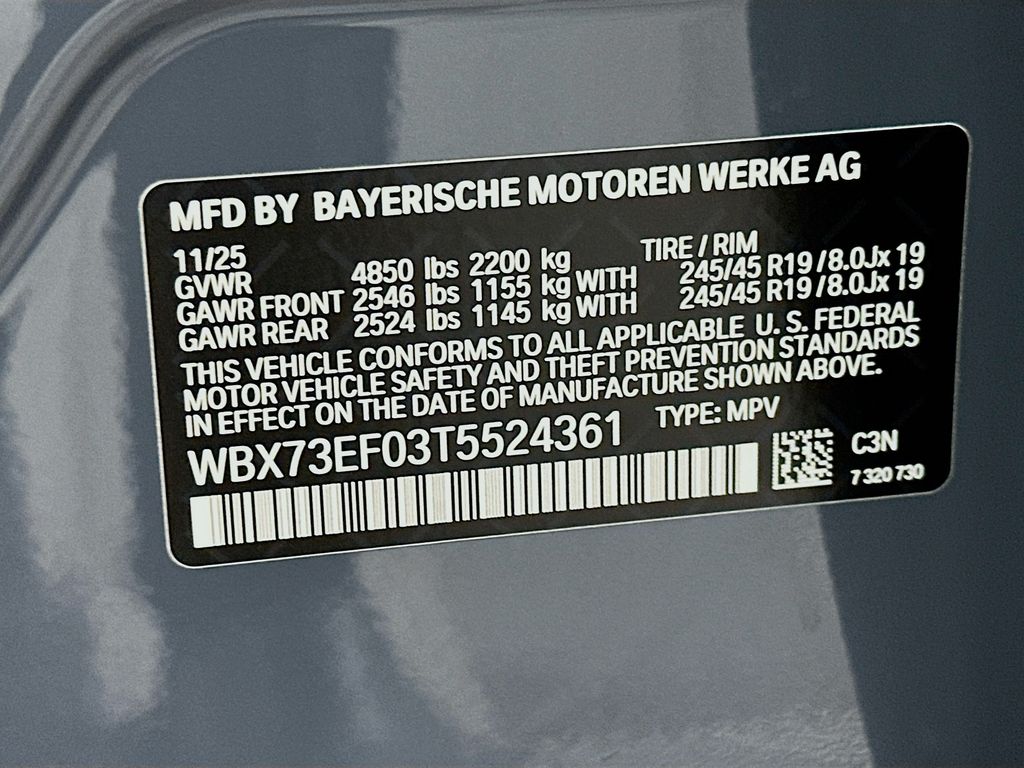 MFD BY BAYERISCHE MOTOREN WERKE AG
11/25 TIRE / RIM
GVWR 4850 lbs 2200 kg
GAWR FRONT 2546 lbs 1155 kg WITH 245/45 R19 /8.0Jx 19
GAWR REAR 2524 lbs 1145 kg WITH 245/45 R19 /8.0Jx 19
THIS VEHICLE CONFORMS TO ALL APPLICABLE U. S. FEDERAL
MOTOR VEHICLE SAFETY AND THEFT PREVENTION STANDARDS
IN EFFECT ON THE DATE OF MANUFACTURE SHOWN ABOVE.
WBX73EF03T5524361 TYPE: MPV
C3N
7 320 730